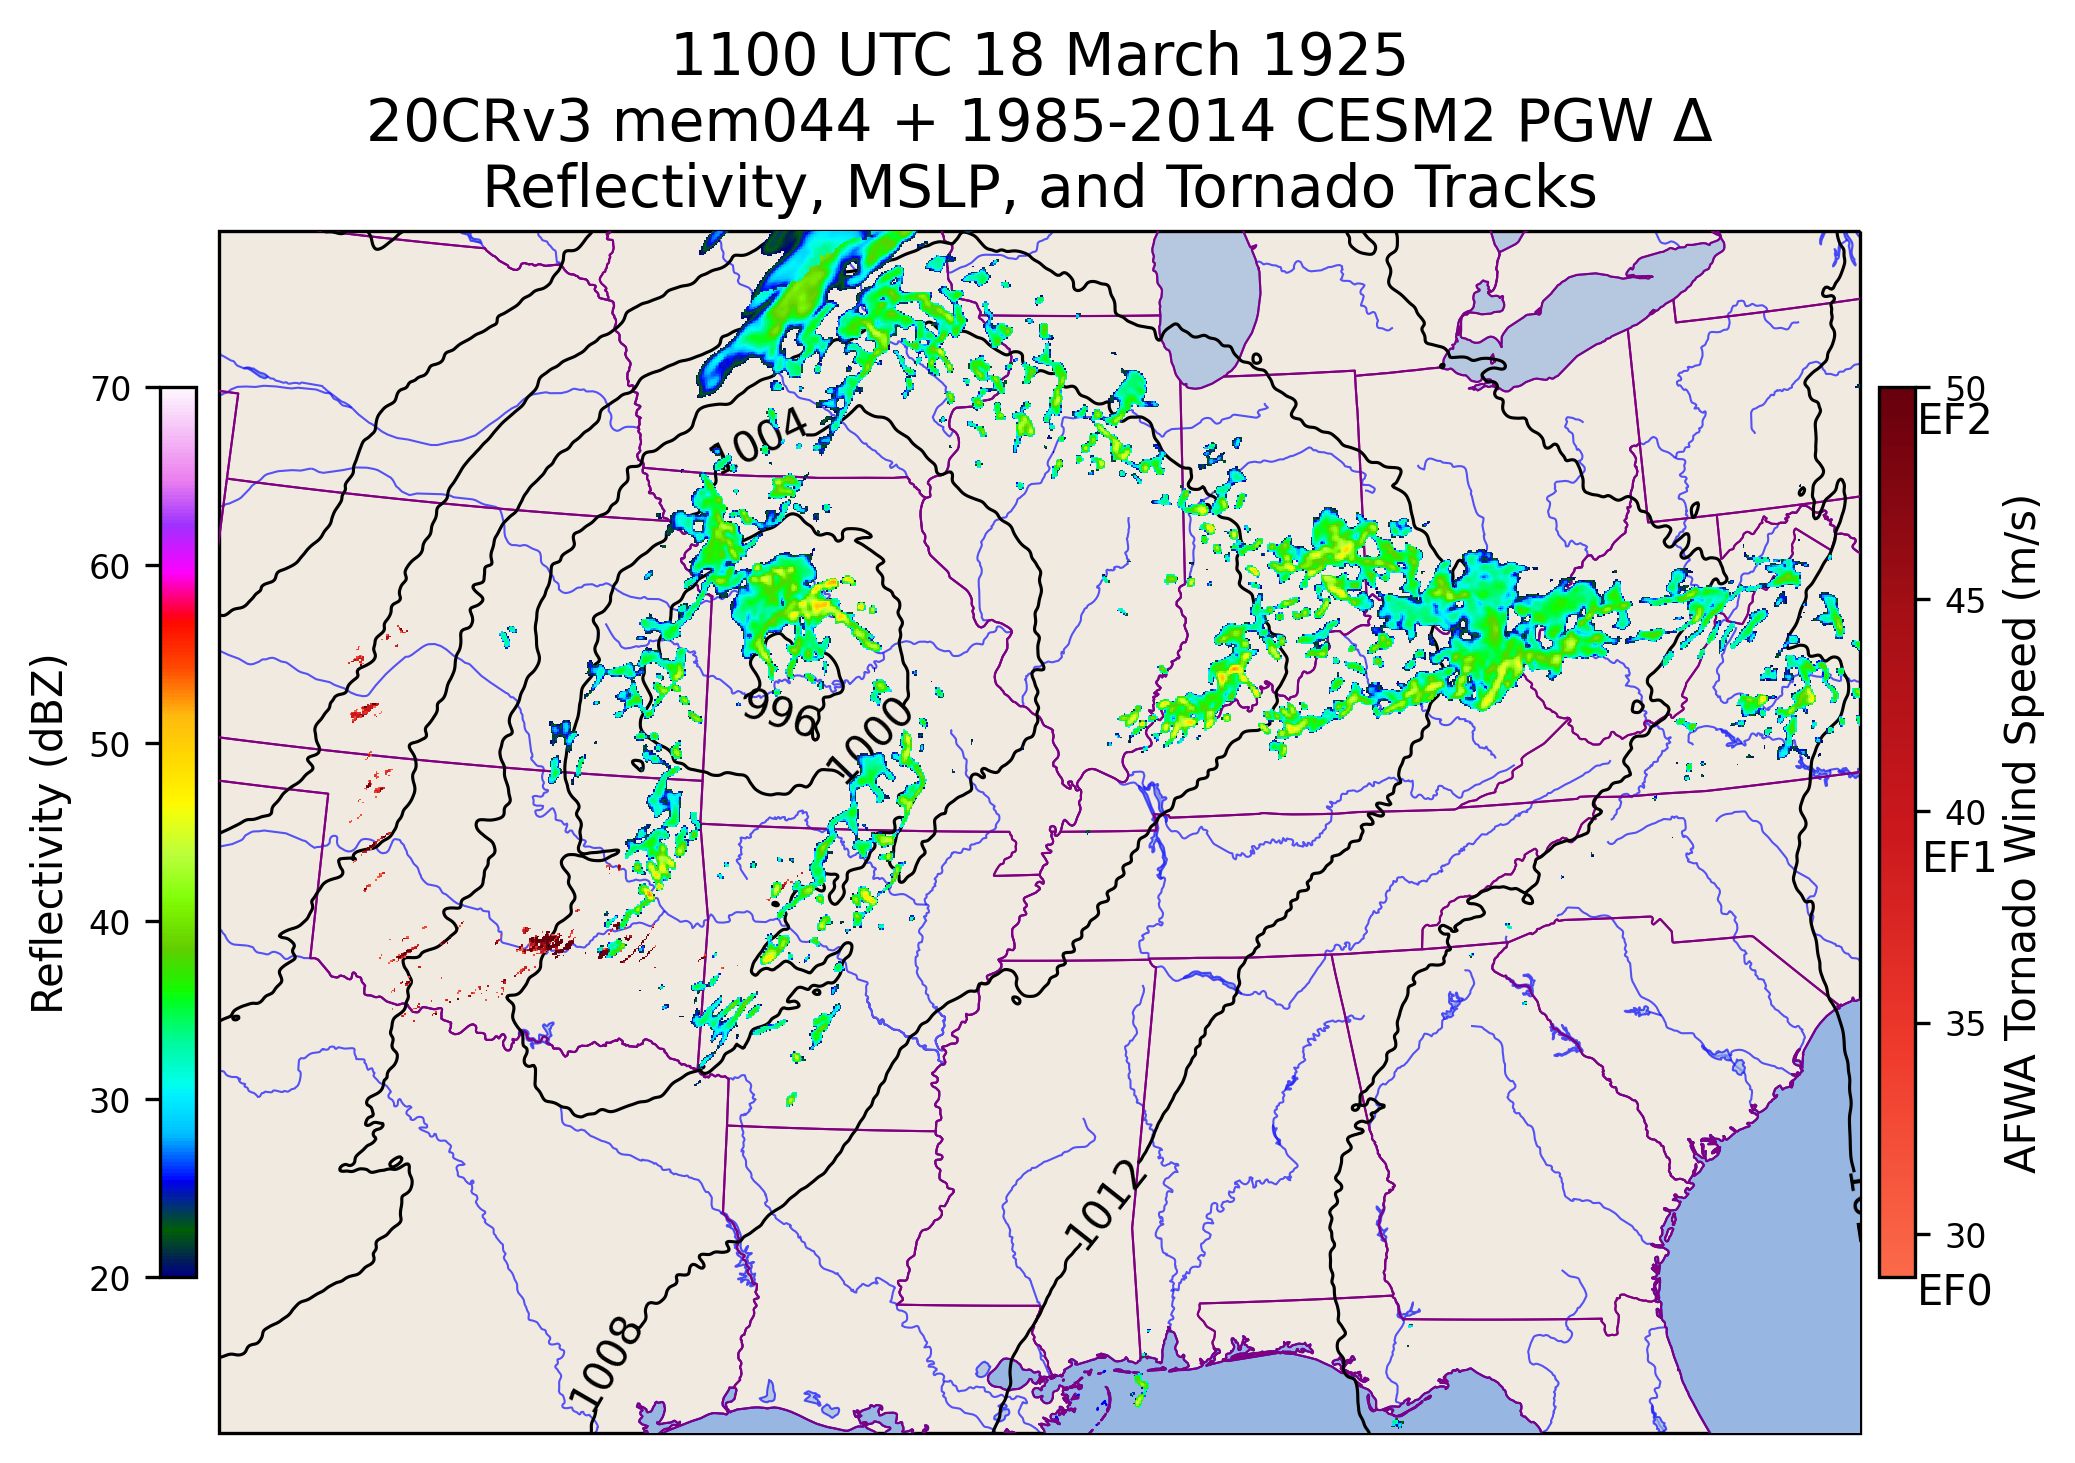 1100 UTC 18 March 1925
20CRv3 mem044 + 1985-2014 CESM2 PGW Δ
Reflectivity, MSLP, and Tornado Tracks
70
60
50
40
30
20
Reflectivity (dBZ)
1004
996
1000
1012
1008
50
EF2
45
40
EF1
35
30
EF0
AFWA Tornado Wind Speed (m/s)